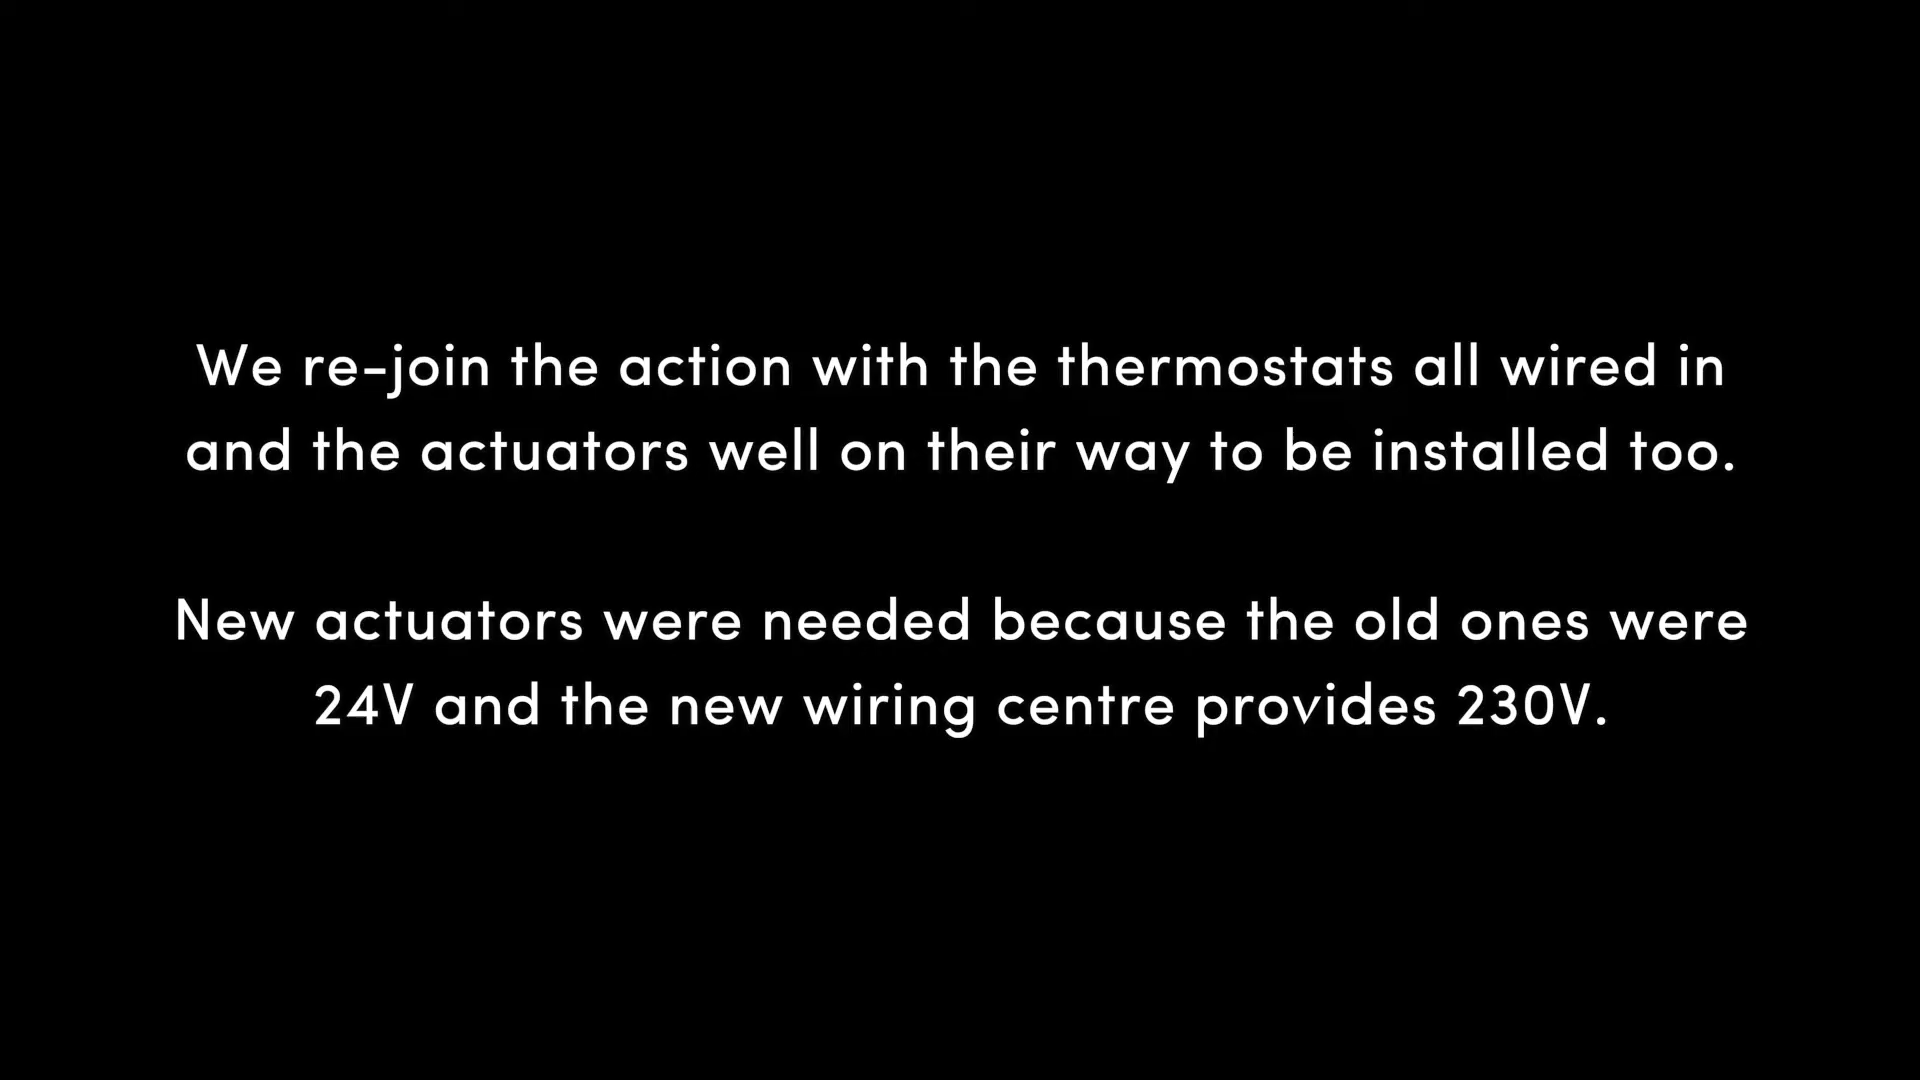 We re-join the action with the thermostats all wired in
and the actuators well on their way to be installed too.
New actuators were needed because the old ones were
24V and the new wiring centre provides 230V.